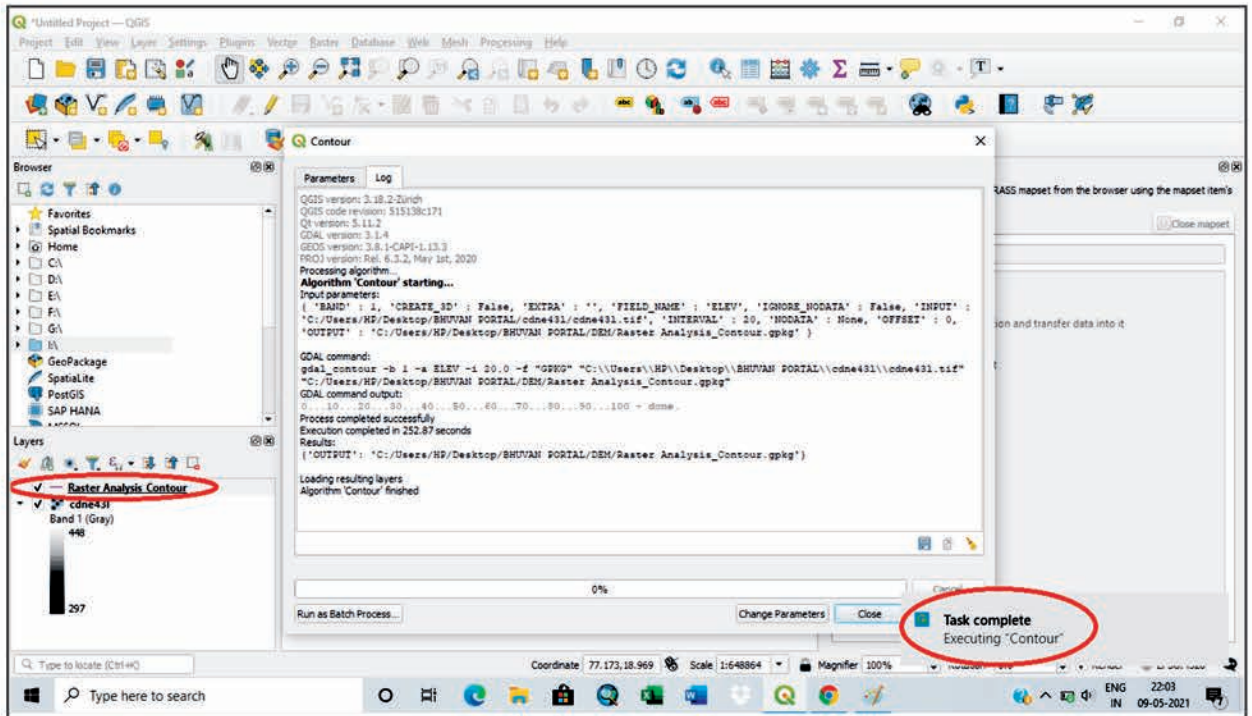 *Untitled Project — QGIS
Project Edit View Layer Settings Plugins Vector Raster Database Web Mesh Processing Help
Contour
Browser
Parameters Log
RASS mapset from the browser using the mapset item's
QGIS version: 3.18.2-Zürich
QGIS code revision: 515138c171
Qt version: 5.11.2
GDAL version: 3.1.4
GEOS version: 3.8.1-CAPI-1.13.3
PROJ version: Rel. 6.3.2, May 1st, 2020
Processing algorithm…
Algorithm 'Contour' starting…
Input parameters:
{ 'BAND' : 1, 'CREATE_3D' : False, 'EXTRA' : '', 'FIELD_NAME' : 'ELEV', 'IGNORE_NODATA' : False, 'INPUT' :
'C:/Users/HP/Desktop/BHUVAN PORTAL/cdne43l/cdne43l.tif', 'INTERVAL' : 20, 'NODATA' : None, 'OFFSET' : 0,
'OUTPUT' : 'C:/Users/HP/Desktop/BHUVAN PORTAL/DEM/Raster Analysis_Contour.gpkg' }
GDAL command:
gdal_contour -b 1 -a ELEV -i 20.0 -f "GPKG" "C:\\Users\\HP\\Desktop\\BHUVAN PORTAL\\cdne43l\\cdne43l.tif"
"C:/Users/HP/Desktop/BHUVAN PORTAL/DEM/Raster Analysis_Contour.gpkg"
GDAL command output:
0...10...20...30...40...50...60...70...80...90...100 - done.
Process completed successfully
Execution completed in 252.87 seconds
Results:
{'OUTPUT': 'C:/Users/HP/Desktop/BHUVAN PORTAL/DEM/Raster Analysis_Contour.gpkg'}
Loading resulting layers
Algorithm 'Contour' finished
Close mapset
ion and transfer data into it
Favorites
Spatial Bookmarks
Home
C:\
D:\
E:\
F:\
G:\
I:\
GeoPackage
SpatiaLite
PostGIS
SAP HANA
Layers
Raster Analysis Contour
cdne43l
Band 1 (Gray)
448
297
0%
Cancel
Run as Batch Process…
Change Parameters
Close
Task complete
Executing "Contour"
Type to locate (Ctrl+K)
Coordinate 77.173,18.969 Scale 1:648864 Magnifier 100%
Type here to search
ENG
IN
22:03
09-05-2021